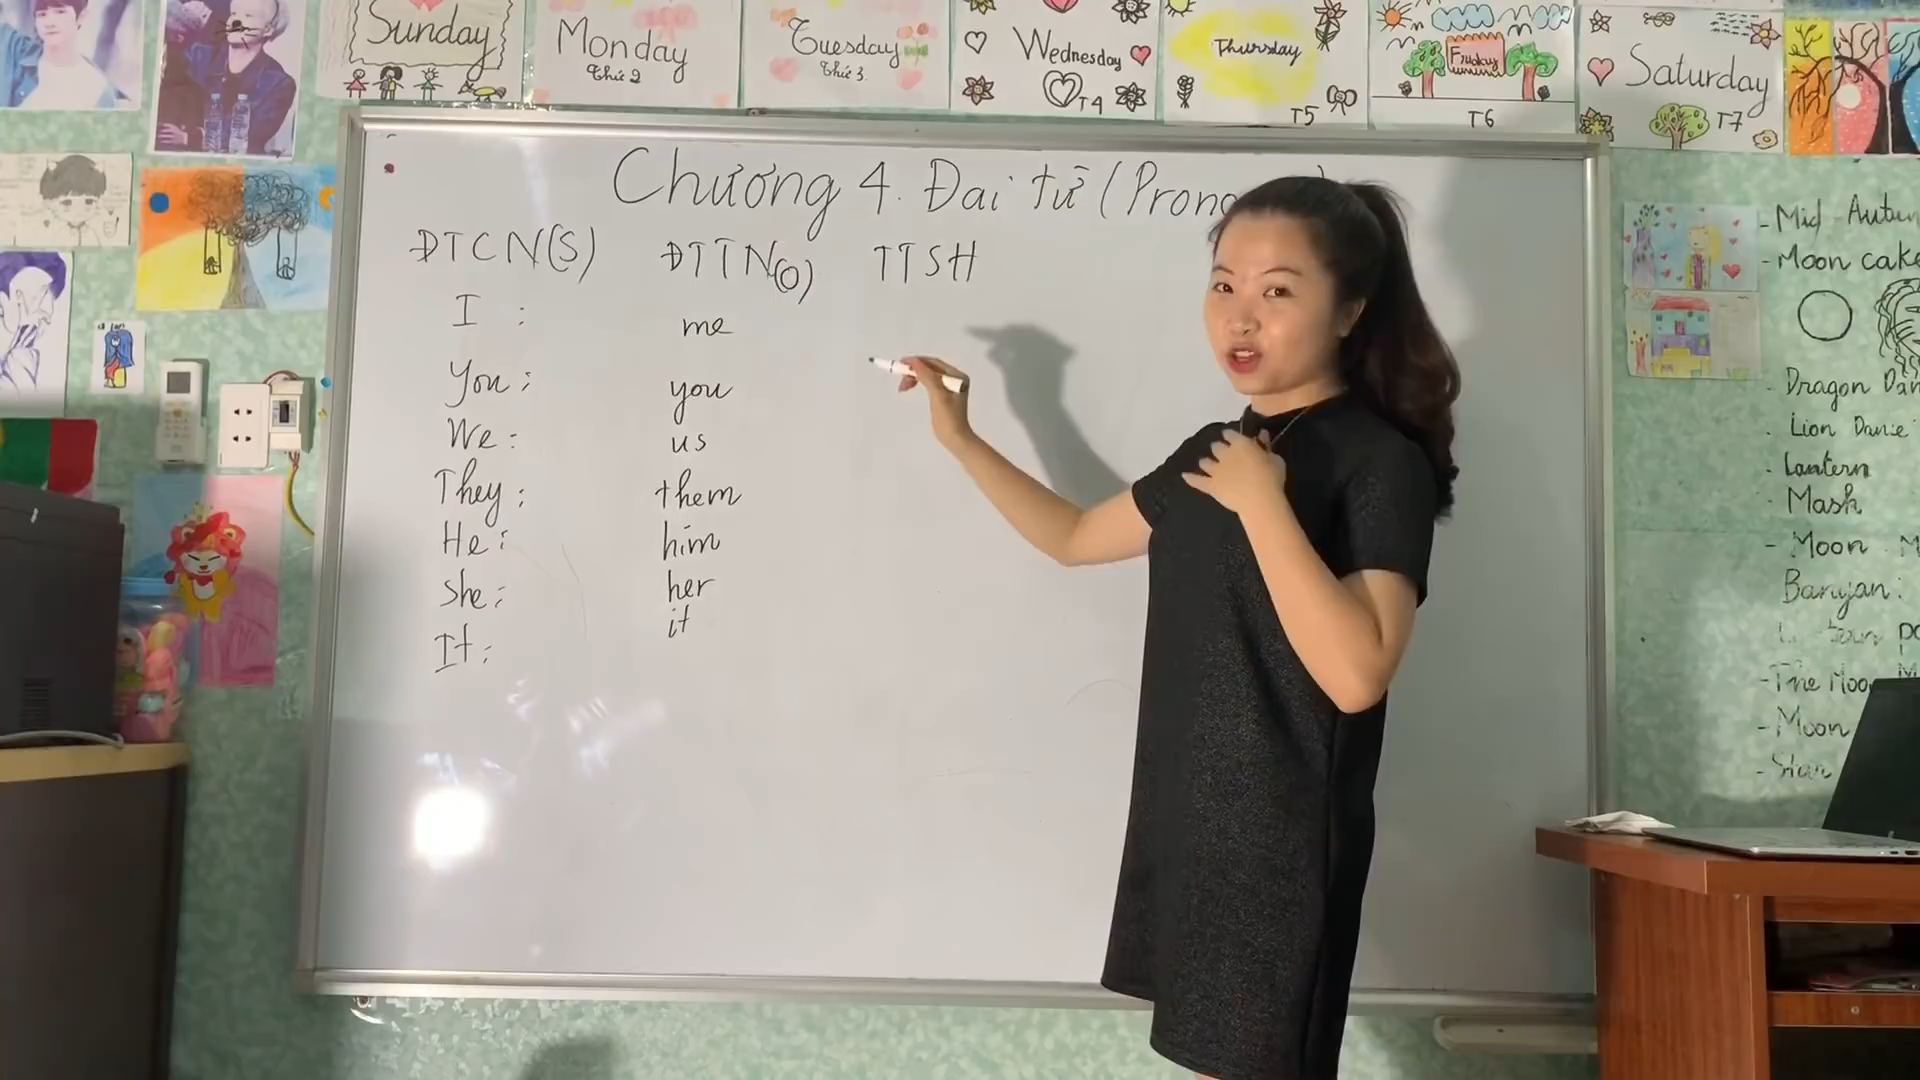 Sunday
Monday
Thứ 2
Tuesday
Thứ 3
Wednesday
T4
Thursday
T5
Friday
T6
Saturday
T7
Chương 4. Đai từ (Prono
ĐTCN(S) ĐTTN(O) TTSH
I : me
You : you
We : us
They : them
He : him
She : her
It : it
- Mid Autu
- Moon cake
- Dragon Dan
. Lion
- Lantern
- Mask
- Moon M
Banyan :
- The Moo
- Moon
- Star